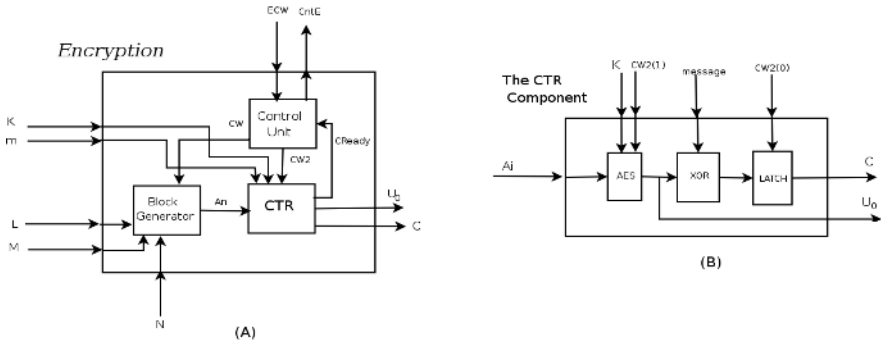 Encryption
ECW
CntE
K
m
CW
Control
Unit
CReady
CW2
Block
Generator
An
CTR
U0
C
L
M
N
(A)
The CTR
Component
K
CW2(1)
message
CW2(0)
Ai
AES
XOR
LATCH
C
U0
(B)